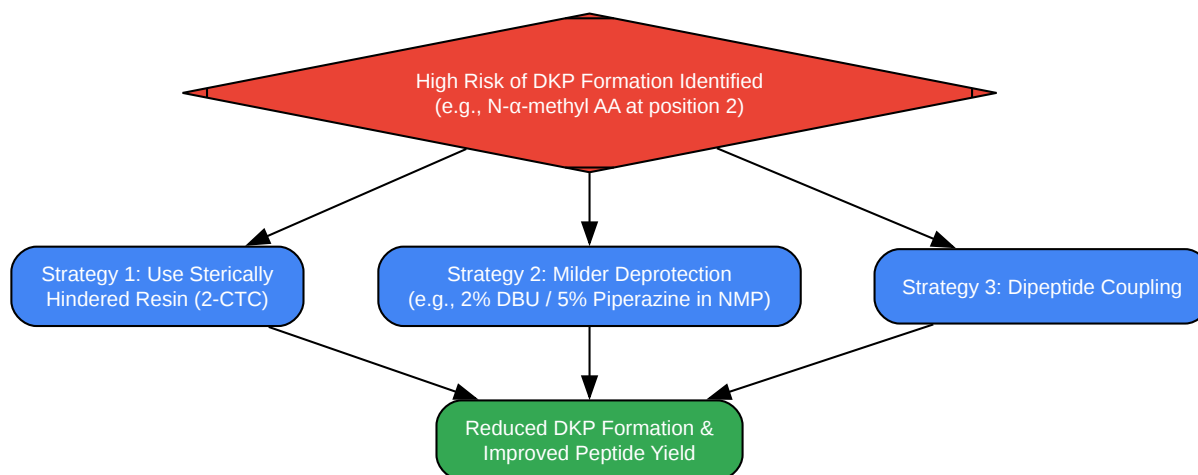 High Risk of DKP Formation Identified
(e.g., N-α-methyl AA at position 2)
Strategy 1: Use Sterically
Hindered Resin (2-CTC)
Strategy 2: Milder Deprotection
(e.g., 2% DBU / 5% Piperazine in NMP)
Strategy 3: Dipeptide Coupling
Reduced DKP Formation &
Improved Peptide Yield